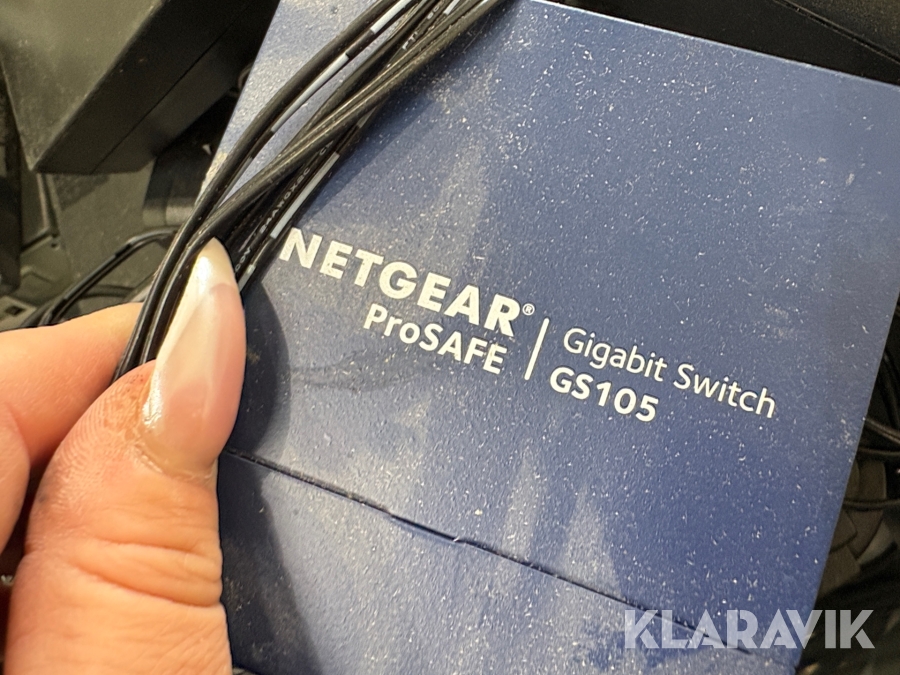 NETGEAR®
ProSAFE
Gigabit Switch
GS105
KLARAVIK